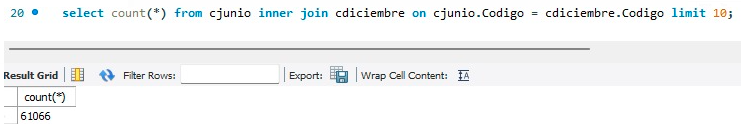 20 select count(*) from cjunio inner join cdiciembre on cjunio.Codigo = cdiciembre.Codigo limit 10;
Result Grid Filter Rows: Export: Wrap Cell Content:
count(*)
61066